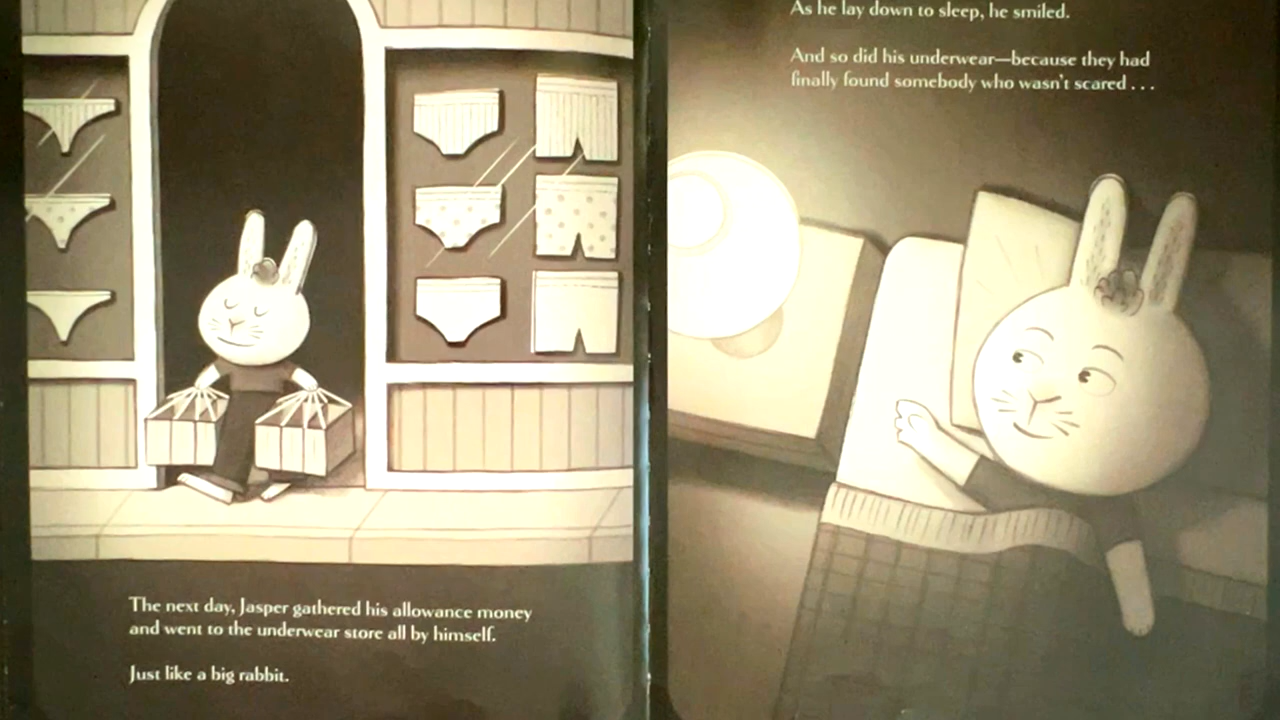 The next day, Jasper gathered his allowance money
and went to the underwear store all by himself.
Just like a big rabbit.
As he lay down to sleep, he smiled.
And so did his underwear—because they had
finally found somebody who wasn't scared . . .